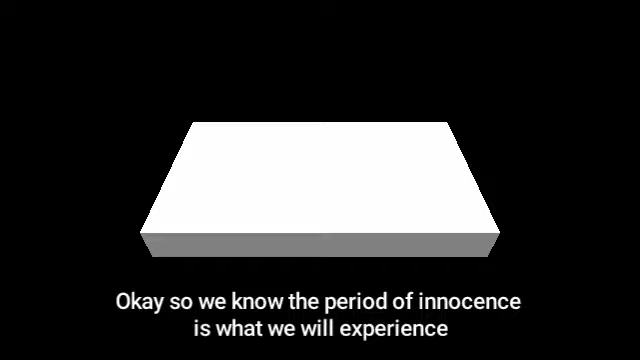 Okay so we know the period of innocence
is what we will experience